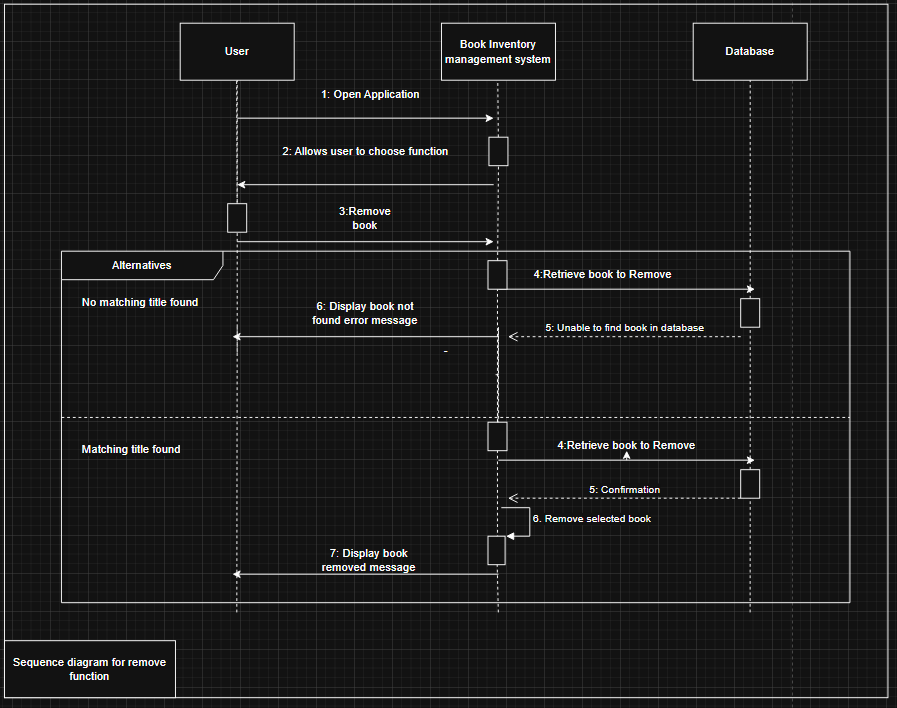 User
Book Inventory
management system
Database
1: Open Application
2: Allows user to choose function
3:Remove
book
Alternatives
4:Retrieve book to Remove
No matching title found
6: Display book not
found error message
5: Unable to find book in database
-
Matching title found
4:Retrieve book to Remove
5: Confirmation
6. Remove selected book
7: Display book
removed message
Sequence diagram for remove
function